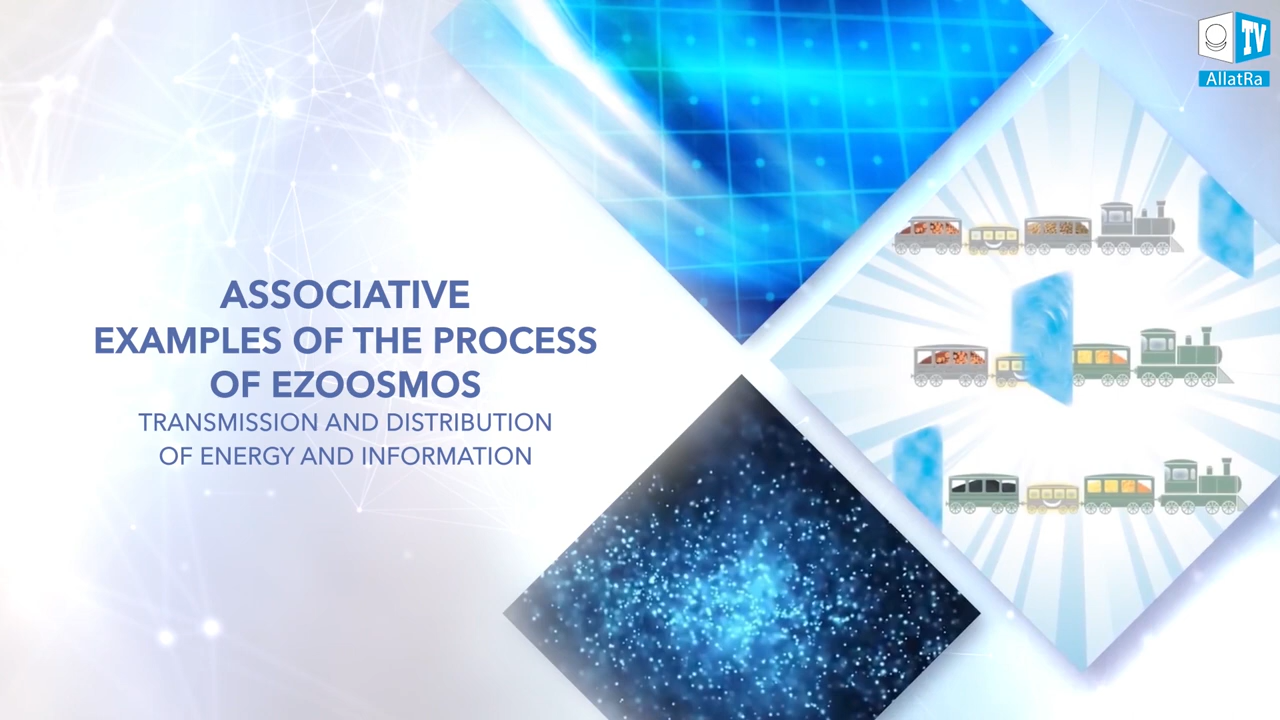 ASSOCIATIVE
EXAMPLES OF THE PROCESS
OF EZOOSMOS
TRANSMISSION AND DISTRIBUTION
OF ENERGY AND INFORMATION
TV
AllatRa